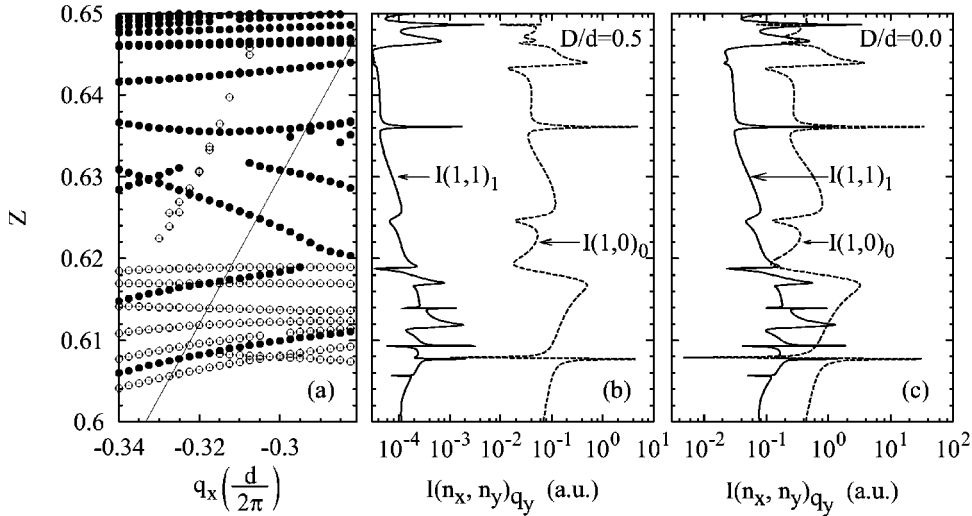 0.65
0.64
0.63
0.62
0.61
0.6
Z
-0.34
-0.32
-0.3
q_x (d/2π)
(a)
D/d=0.5
I(1,1)_1
I(1,0)_0
(b)
10^-4
10^-3
10^-2
10^-1
10^0
10^1
I(n_x, n_y)_{q_y} (a.u.)
D/d=0.0
I(1,1)_1
I(1,0)_0
(c)
10^-2
10^-1
10^0
10^1
10^2
I(n_x, n_y)_{q_y} (a.u.)